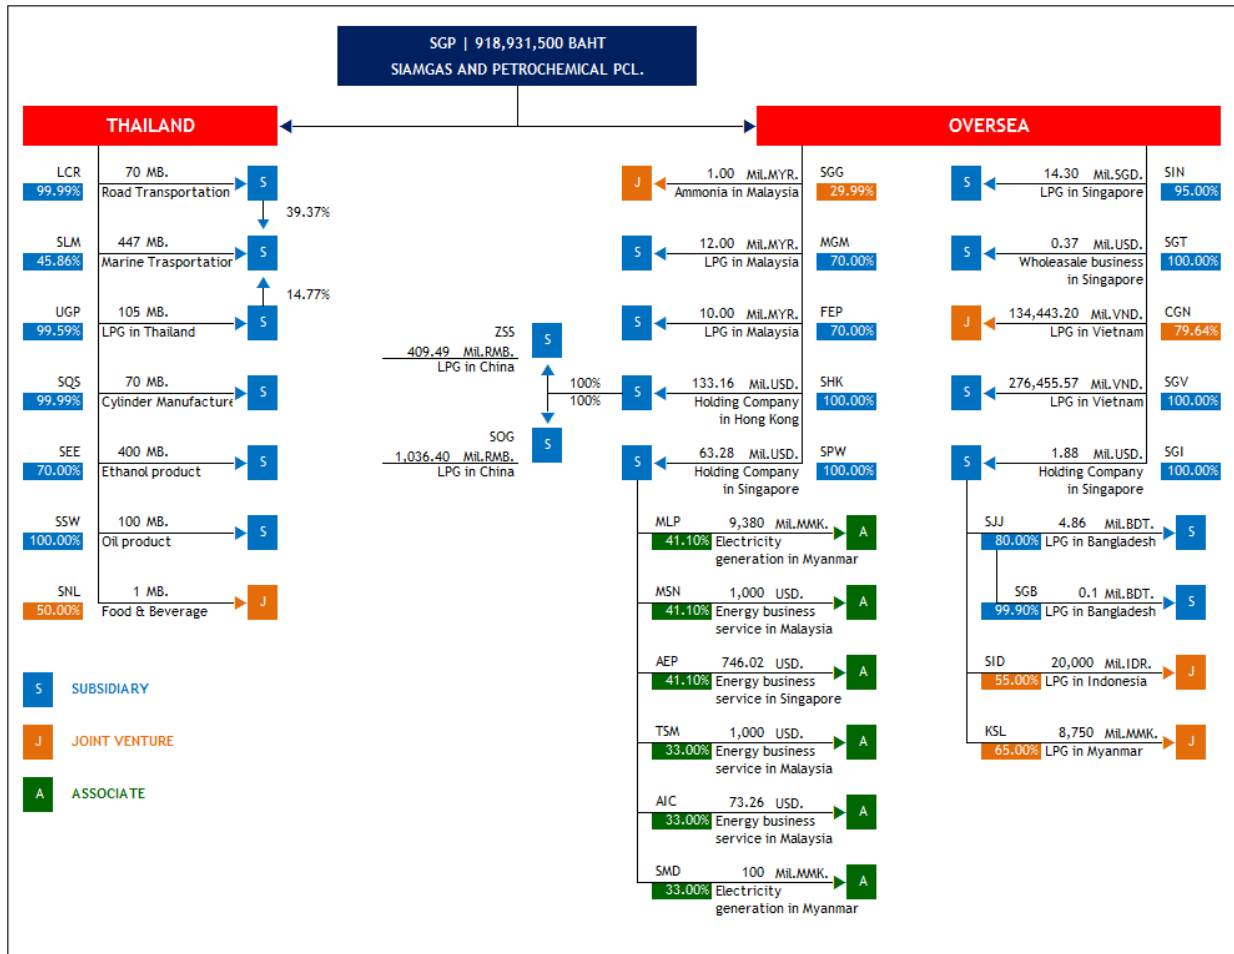 SGP | 918,931,500 BAHT
SIAMGAS AND PETROCHEMICAL PCL.
THAILAND
LCR
70 MB.
99.99%
Road Transportation
S
39.37%
SLM
447 MB.
45.86%
Marine Trasportation
S
14.77%
UGP
105 MB.
99.59%
LPG in Thailand
S
SQS
70 MB.
99.99%
Cylinder Manufacture
S
SEE
400 MB.
70.00%
Ethanol product
S
SSW
100 MB.
100.00%
Oil product
S
SNL
1 MB.
50.00%
Food & Beverage
J
S SUBSIDIARY
J JOINT VENTURE
A ASSOCIATE
OVERSEA
J
1.00 Mil.MYR.
SGG
Ammonia in Malaysia
29.99%
S
12.00 Mil.MYR.
MGM
LPG in Malaysia
70.00%
S
10.00 Mil.MYR.
FEP
LPG in Malaysia
70.00%
ZSS
409.49 Mil.RMB.
LPG in China
S
100%
100%
S
133.16 Mil.USD.
SHK
Holding Company
100.00%
in Hong Kong
SOG
1,036.40 Mil.RMB.
LPG in China
S
S
63.28 Mil.USD.
SPW
Holding Company
100.00%
in Singapore
MLP
9,380 Mil.MMK.
41.10%
Electricity
generation in Myanmar
A
MSN
1,000 USD.
41.10%
Energy business
service in Malaysia
A
AEP
746.02 USD.
41.10%
Energy business
service in Singapore
A
TSM
1,000 USD.
33.00%
Energy business
service in Malaysia
A
AIC
73.26 USD.
33.00%
Energy business
service in Malaysia
A
SMD
100 Mil.MMK.
33.00%
Electricity
generation in Myanmar
A
S
14.30 Mil.SGD.
SIN
LPG in Singapore
95.00%
S
0.37 Mil.USD.
SGT
Wholeasale business
100.00%
in Singapore
J
134,443.20 Mil.VND.
CGN
LPG in Vietnam
79.64%
S
276,455.57 Mil.VND.
SGV
LPG in Vietnam
100.00%
S
1.88 Mil.USD.
SGI
Holding Company
100.00%
in Singapore
SJJ
4.86 Mil.BDT.
80.00%
LPG in Bangladesh
S
SGB
0.1 Mil.BDT.
99.90%
LPG in Bangladesh
S
SID
20,000 Mil.IDR.
55.00%
LPG in Indonesia
J
KSL
8,750 Mil.MMK.
65.00%
LPG in Myanmar
J